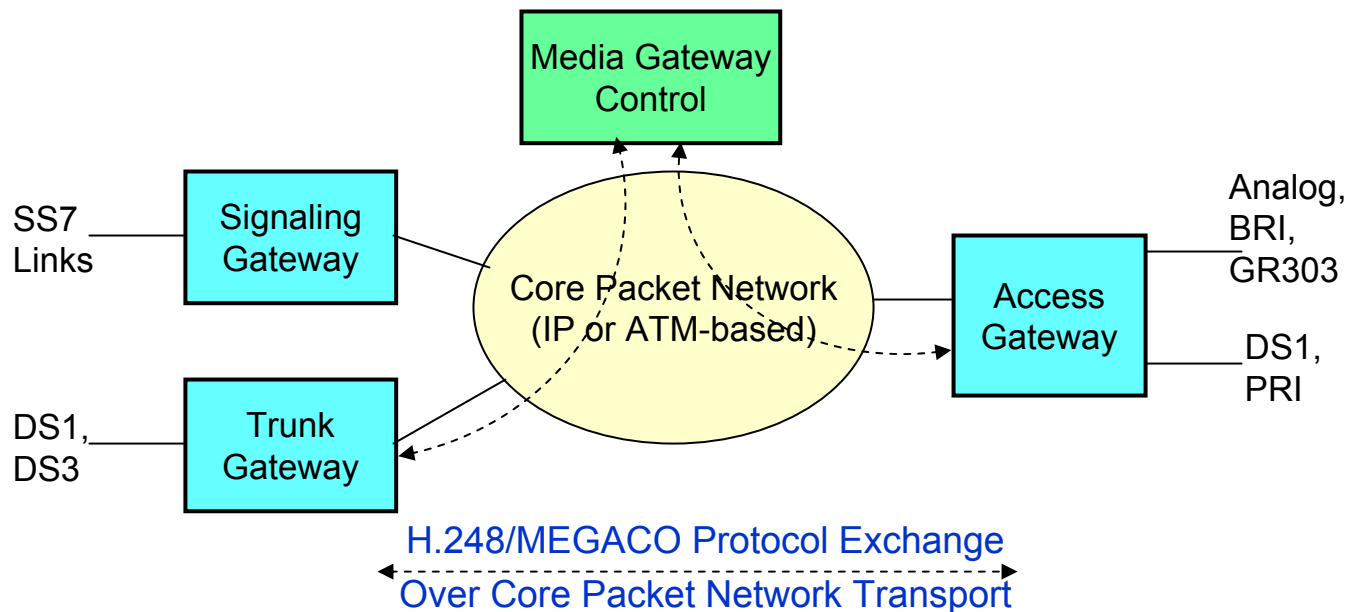 Media Gateway
Control
SS7
Links
Signaling
Gateway
Core Packet Network
(IP or ATM-based)
Analog,
BRI,
GR303
Access
Gateway
DS1,
PRI
DS1,
DS3
Trunk
Gateway
H.248/MEGACO Protocol Exchange
Over Core Packet Network Transport